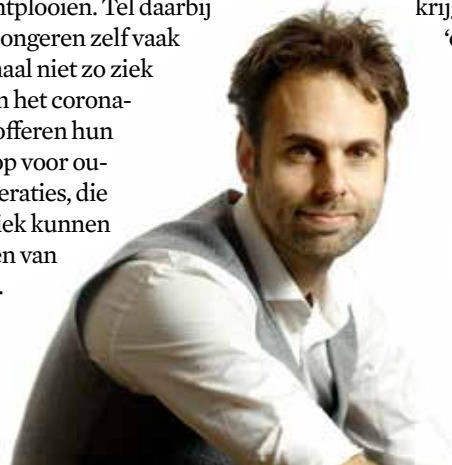 ntplooien. Tel daarbij
ongeren zelf vaak
naal niet zo ziek
n het corona-
offeren hun
op voor ou-
eraties, die
iek kunnen
en van
.
krij
‘